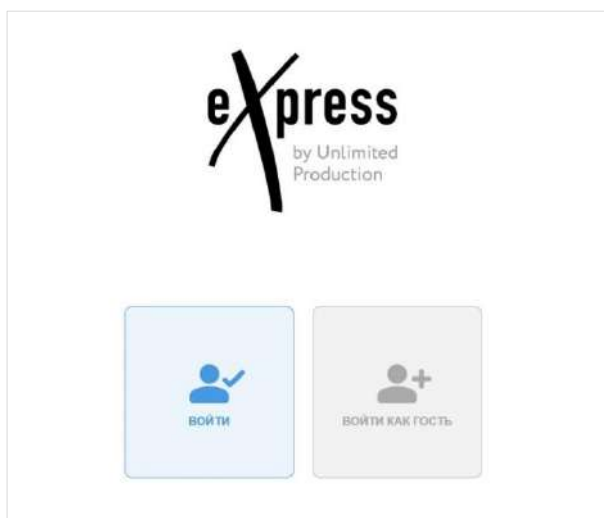 eXpress
by Unlimited
Production
ВОЙТИ
ВОЙТИ КАК ГОСТЬ